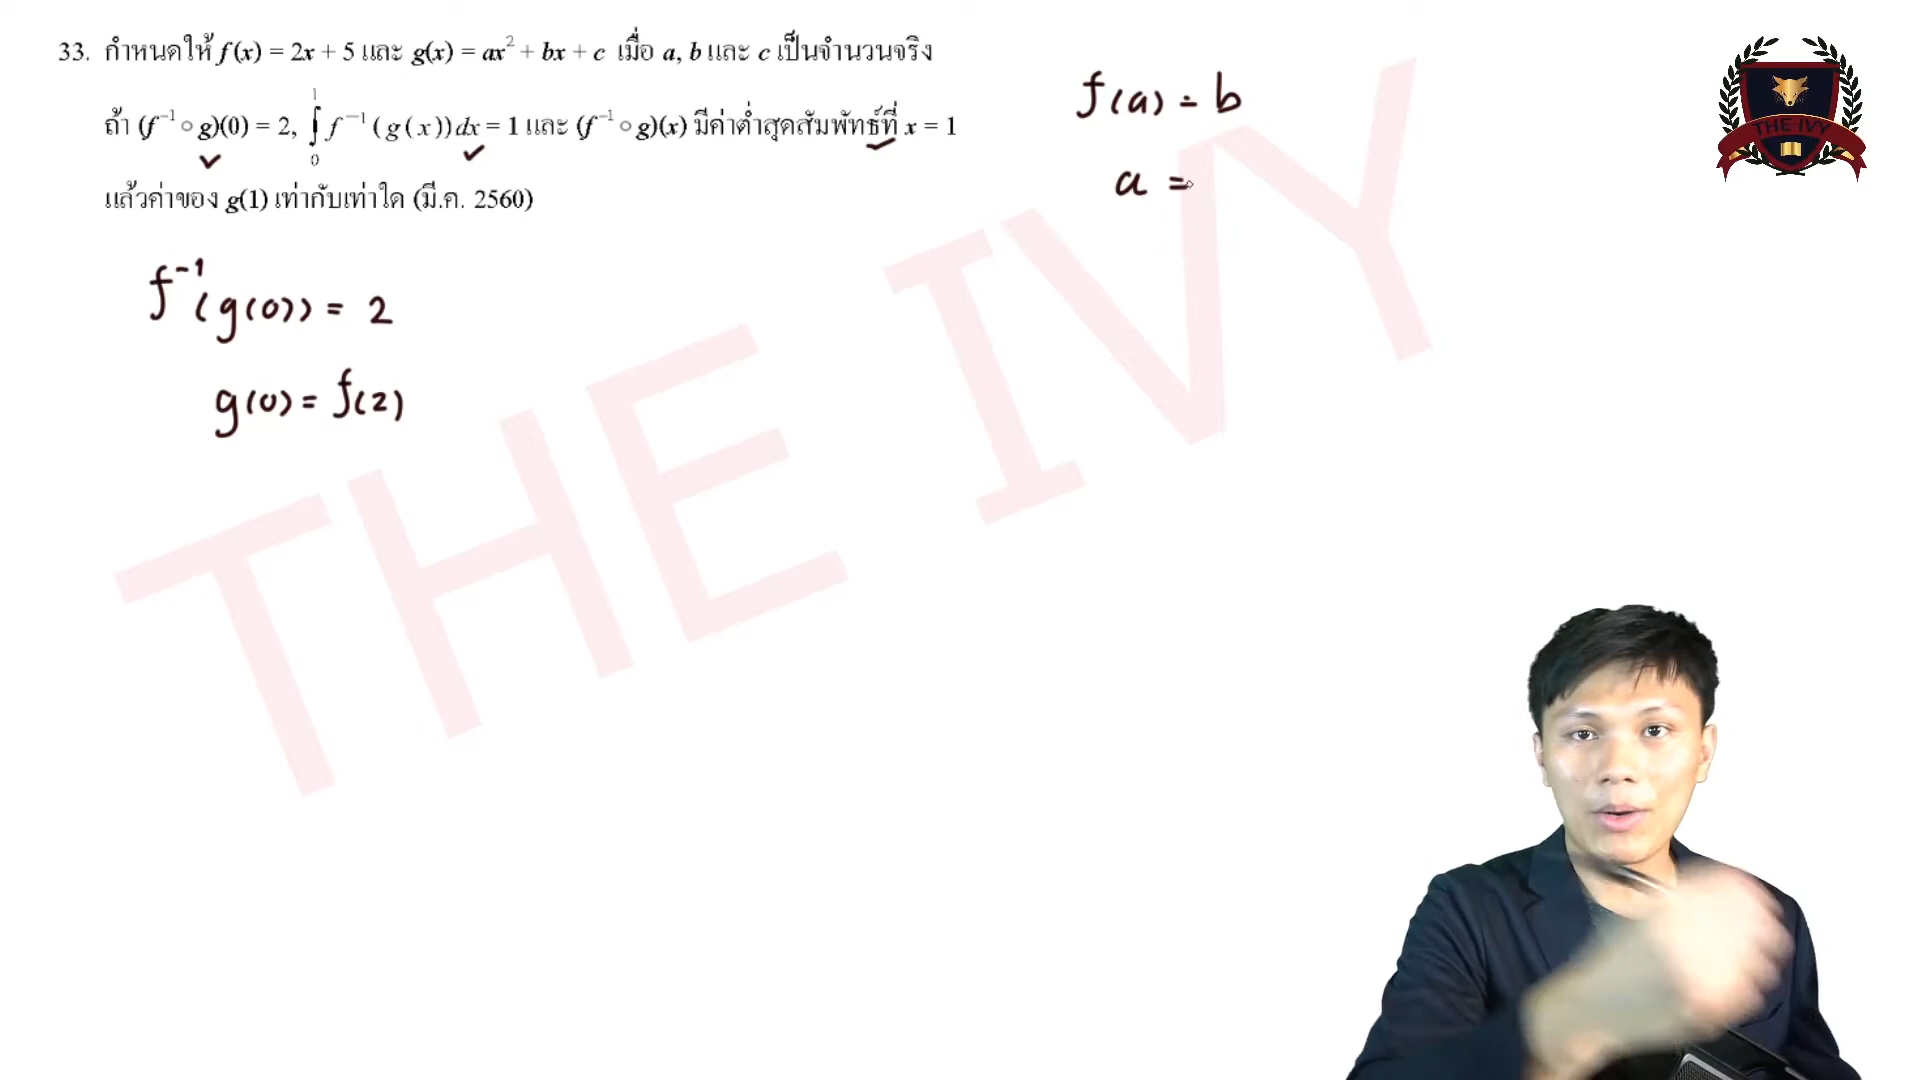 33. กำหนดให้ f(x) = 2x + 5 และ g(x) = ax² + bx + c เมื่อ a, b และ c เป็นจำนวนจริง
ถ้า (f⁻¹ ∘ g)(0) = 2, ∫₀¹ f⁻¹(g(x))dx = 1 และ (f⁻¹ ∘ g)(x) มีค่าต่ำสุดสัมพัทธ์ที่ x = 1
แล้วค่าของ g(1) เท่ากับเท่าใด (มี.ค. 2560)
f(a) = b
a =
f⁻¹(g(0)) = 2
g(0) = f(2)
THE IVY
THE IVY